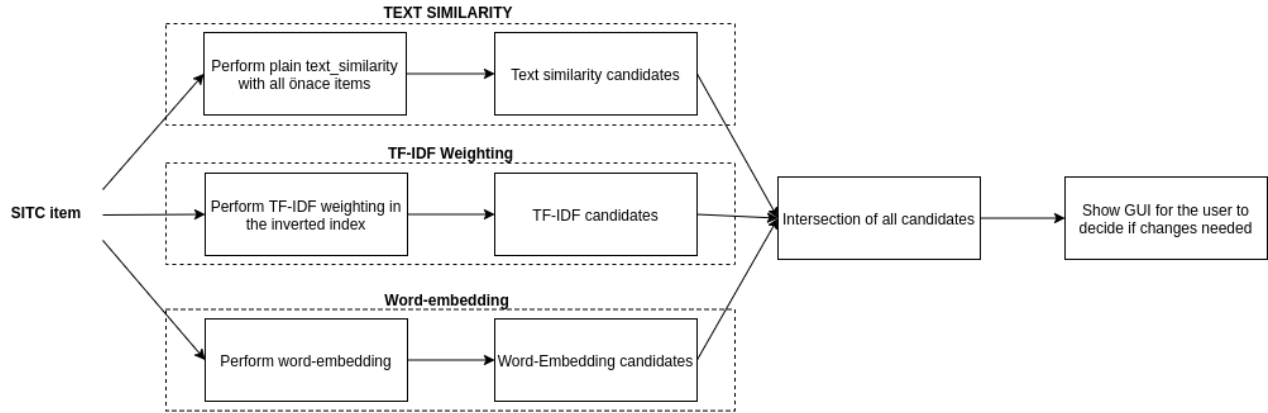 TEXT SIMILARITY
Perform plain text_similarity
with all önace items
Text similarity candidates
TF-IDF Weighting
SITC item
Perform TF-IDF weighting in
the inverted index
TF-IDF candidates
Intersection of all candidates
Show GUI for the user to
decide if changes needed
Word-embedding
Perform word-embedding
Word-Embedding candidates